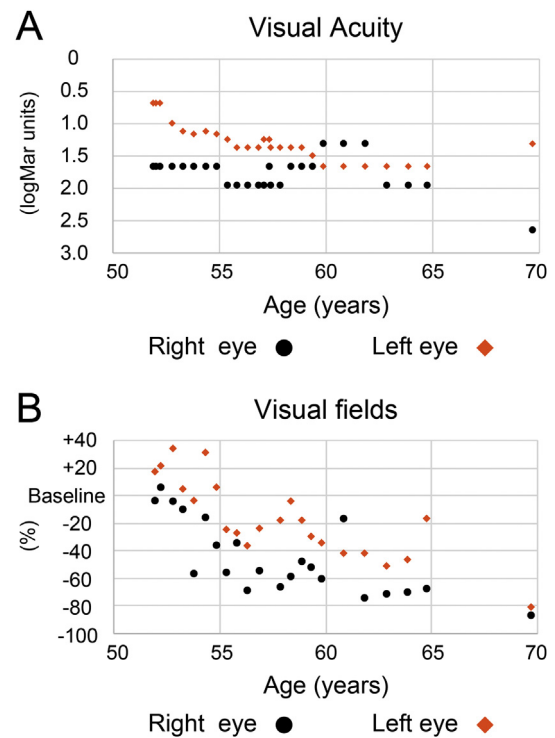 A
Visual Acuity
0
0.5
1.0
1.5
2.0
2.5
3.0
(logMar units)
50 55 60 65 70
Age (years)
Right eye Left eye
B
Visual fields
+40
+20
Baseline
-20
-40
-60
-80
-100
(%)
50 55 60 65 70
Age (years)
Right eye Left eye